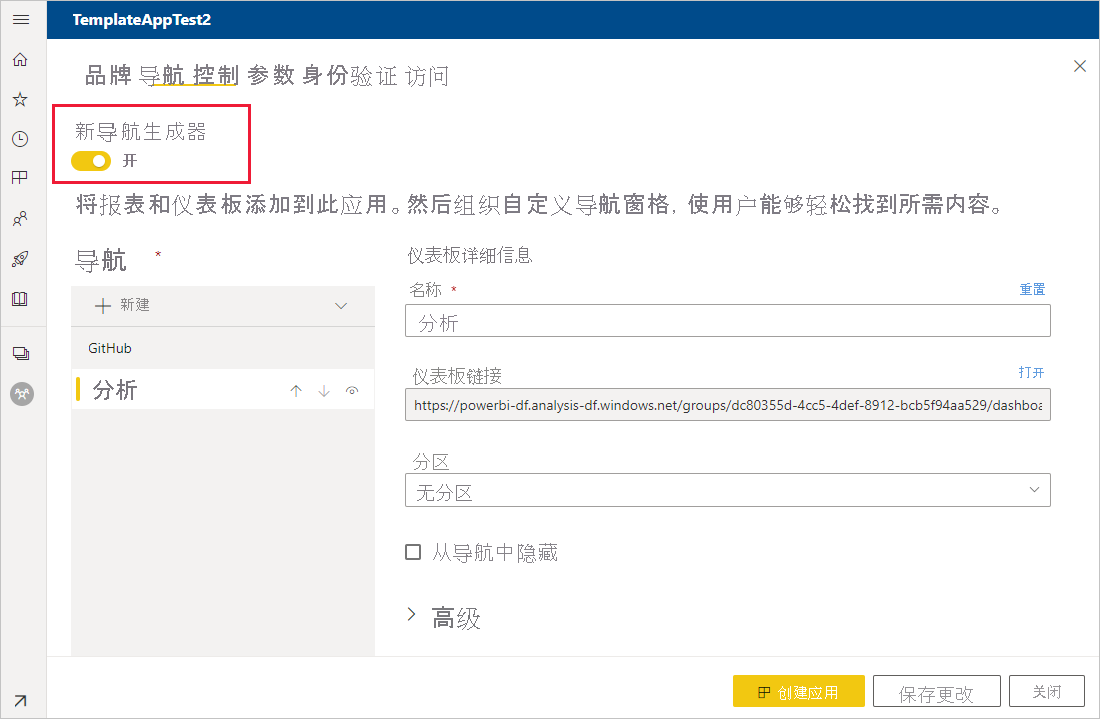 TemplateAppTest2
品牌 导航 控制 参数 身份验证 访问
新导航生成器
开
将报表和仪表板添加到此应用。然后组织自定义导航窗格, 使用户能够轻松找到所需内容。
导航 *
新建
GitHub
分析
仪表板详细信息
名称 * 重置
分析
仪表板链接 打开
https://powerbi-df.analysis-df.windows.net/groups/dc80355d-4cc5-4def-8912-bcb5f94aa529/dashboa
分区
无分区
从导航中隐藏
高级
创建应用 保存更改 关闭